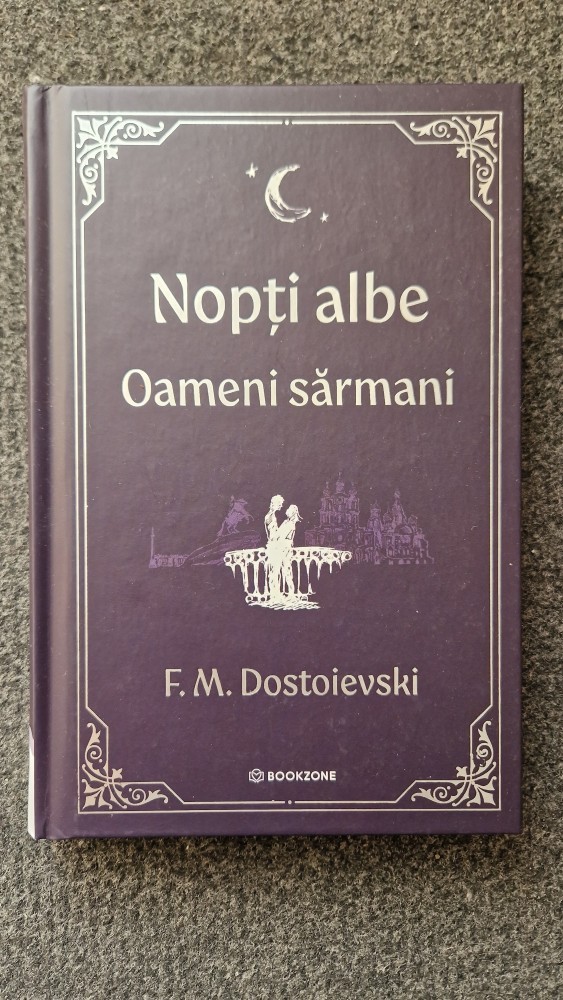 Nopți albe
Oameni sărmani
F. M. Dostoievski
BOOKZONE